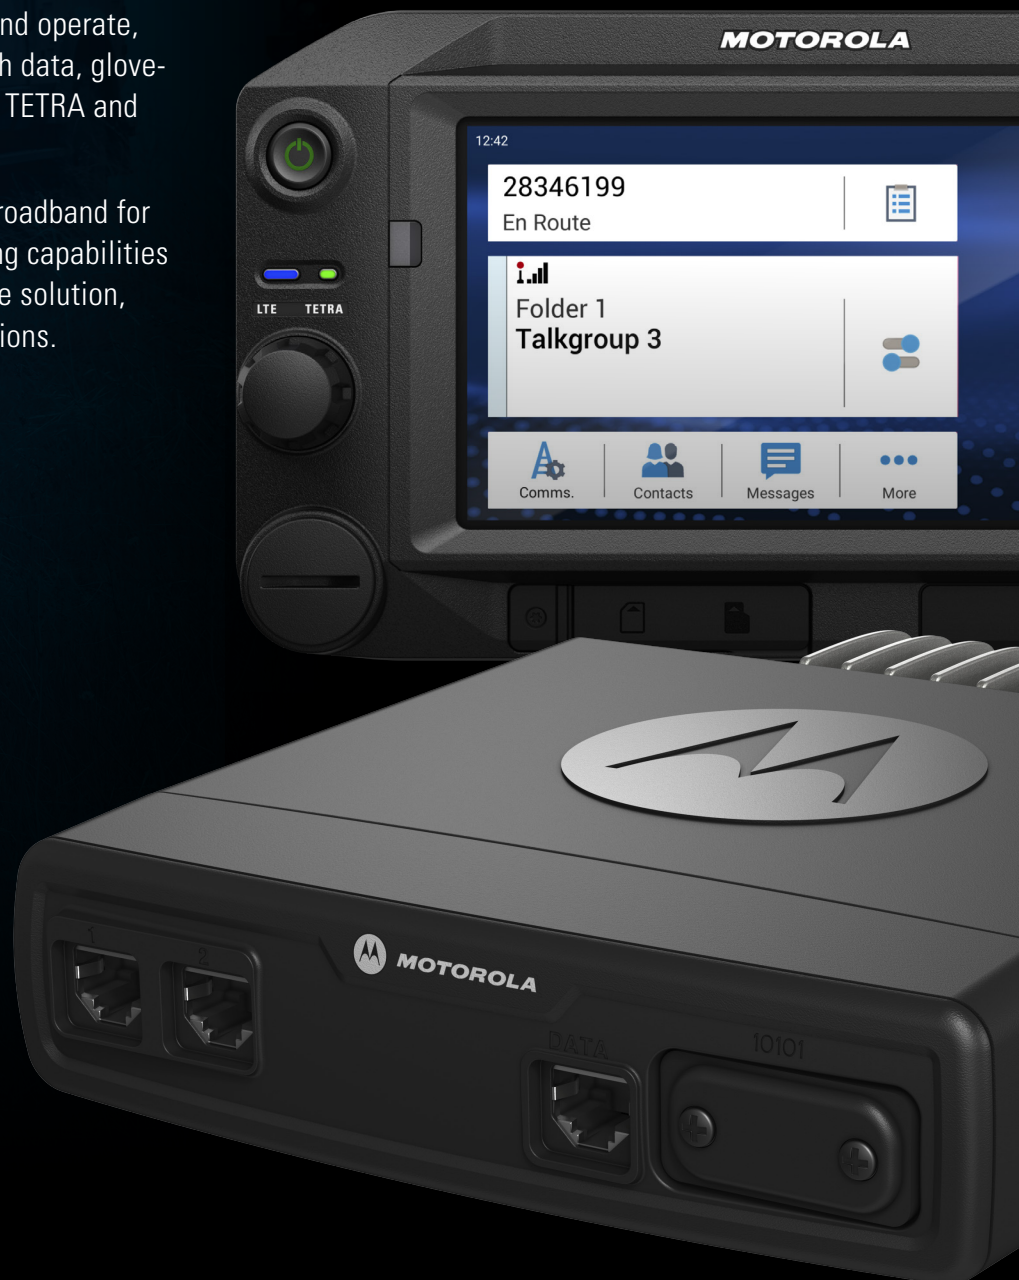 nd operate,
h data, glove-
TETRA and
roadband for
ng capabilities
e solution,
ions.
MOTOROLA
12:42
28346199
En Route
Folder 1
Talkgroup 3
Comms.
Contacts
Messages
More
LTE
TETRA
1
2
MOTOROLA
DATA
10101